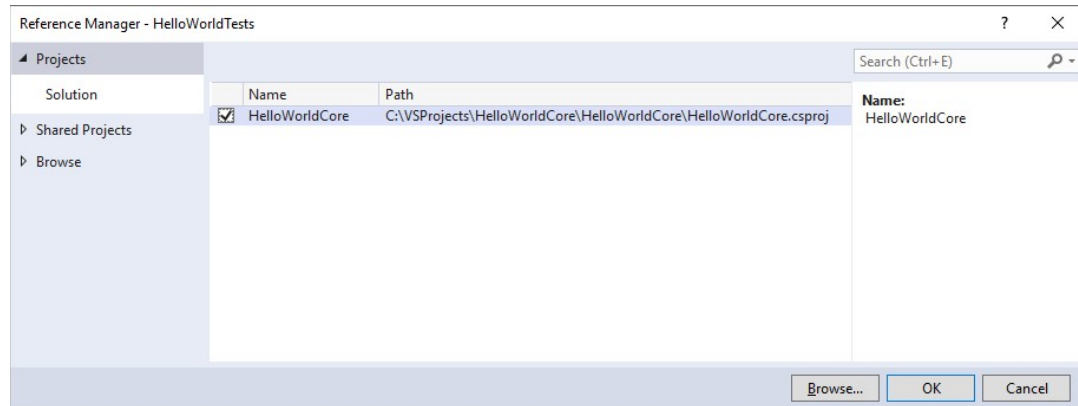 Reference Manager - HelloWorldTests ?
Projects
Search (Ctrl+E)
Solution
Shared Projects
Browse
Name Path
HelloWorldCore C:\VSProjects\HelloWorldCore\HelloWorldCore\HelloWorldCore.csproj
Name:
HelloWorldCore
Browse... OK Cancel